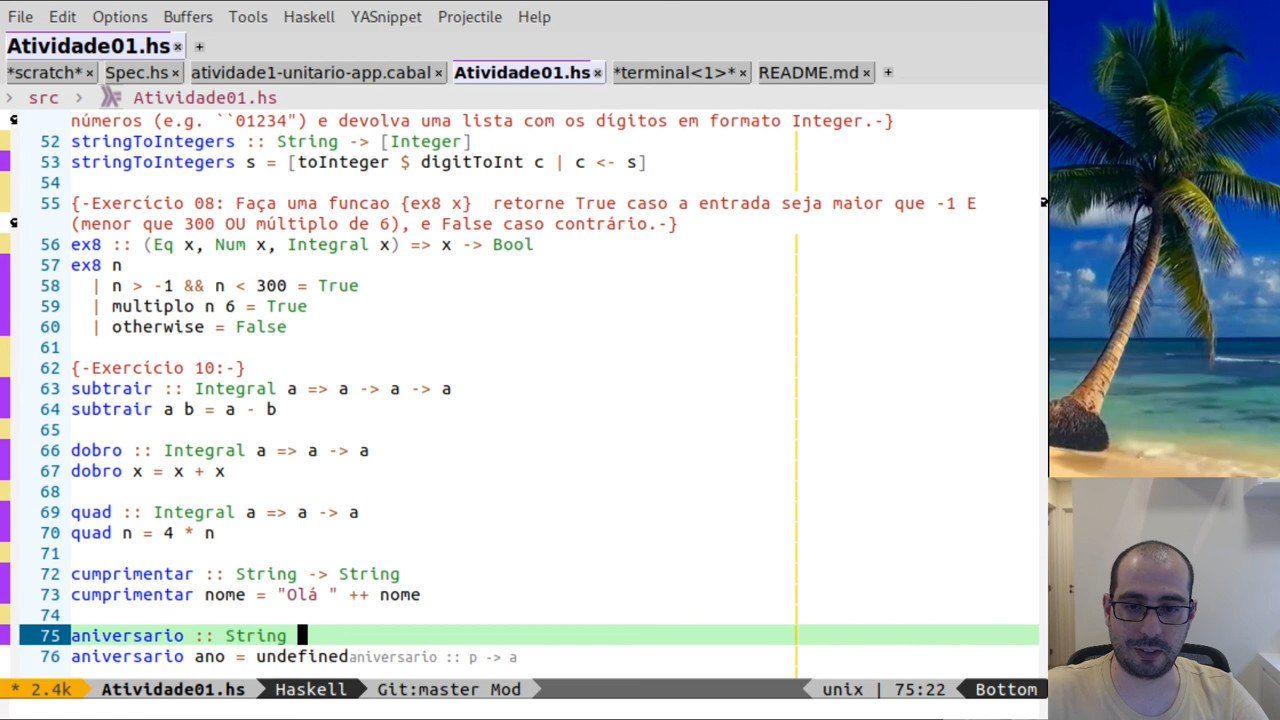 File Edit Options Buffers Tools Haskell YASnippet Projectile Help
Atividade01.hs × +
*scratch* × Spec.hs × atividade1-unitario-app.cabal × Atividade01.hs × *terminal<1>* × README.md × +
> src > Atividade01.hs
números (e.g. ``01234") e devolva uma lista com os dígitos em formato Integer.-}
52 stringToIntegers :: String -> [Integer]
53 stringToIntegers s = [toInteger $ digitToInt c | c <- s]
54
55 {-Exercício 08: Faça uma funcao {ex8 x}  retorne True caso a entrada seja maior que -1 E
(menor que 300 OU múltiplo de 6), e False caso contrário.-}
56 ex8 :: (Eq x, Num x, Integral x) => x -> Bool
57 ex8 n
58   | n > -1 && n < 300 = True
59   | multiplo n 6 = True
60   | otherwise = False
61
62 {-Exercício 10:-}
63 subtrair :: Integral a => a -> a -> a
64 subtrair a b = a - b
65
66 dobro :: Integral a => a -> a
67 dobro x = x + x
68
69 quad :: Integral a => a -> a
70 quad n = 4 * n
71
72 cumprimentar :: String -> String
73 cumprimentar nome = "Olá " ++ nome
74
75 aniversario :: String
76 aniversario ano = undefinedaniversario :: p -> a
* 2.4k Atividade01.hs Haskell Git:master Mod unix | 75:22 Bottom